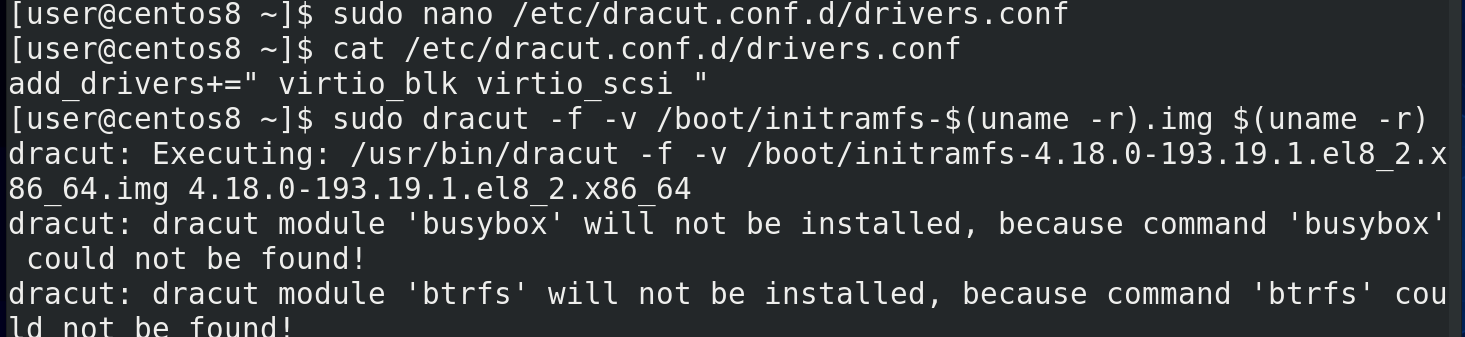 [user@centos8 ~]$ sudo nano /etc/dracut.conf.d/drivers.conf
[user@centos8 ~]$ cat /etc/dracut.conf.d/drivers.conf
add_drivers+=" virtio_blk virtio_scsi "
[user@centos8 ~]$ sudo dracut -f -v /boot/initramfs-$(uname -r).img $(uname -r)
dracut: Executing: /usr/bin/dracut -f -v /boot/initramfs-4.18.0-193.19.1.el8_2.x
86_64.img 4.18.0-193.19.1.el8_2.x86_64
dracut: dracut module 'busybox' will not be installed, because command 'busybox'
 could not be found!
dracut: dracut module 'btrfs' will not be installed, because command 'btrfs' cou
ld not be found!